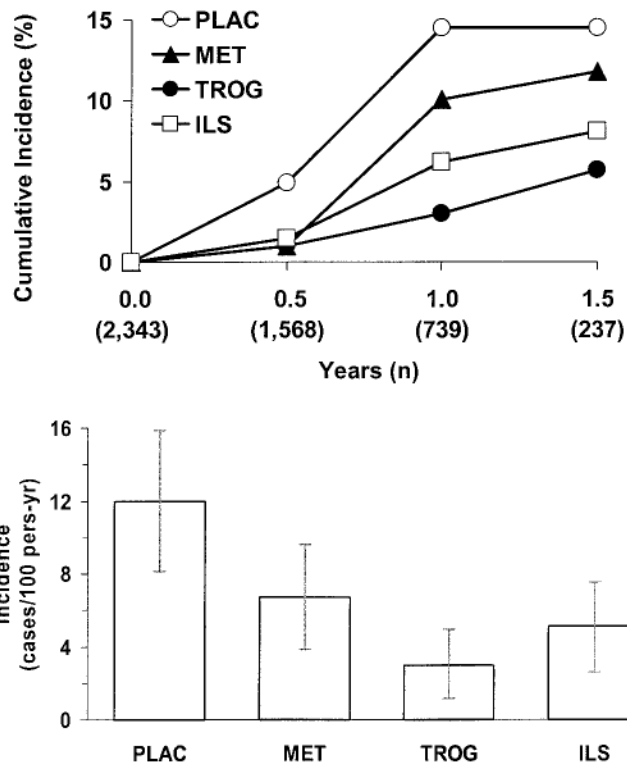 Cumulative Incidence (%)
15
10
5
0
PLAC
MET
TROG
ILS
0.0 0.5 1.0 1.5
(2,343) (1,568) (739) (237)
Years (n)
Incidence
(cases/100 pers-yr)
16
12
8
4
0
PLAC MET TROG ILS